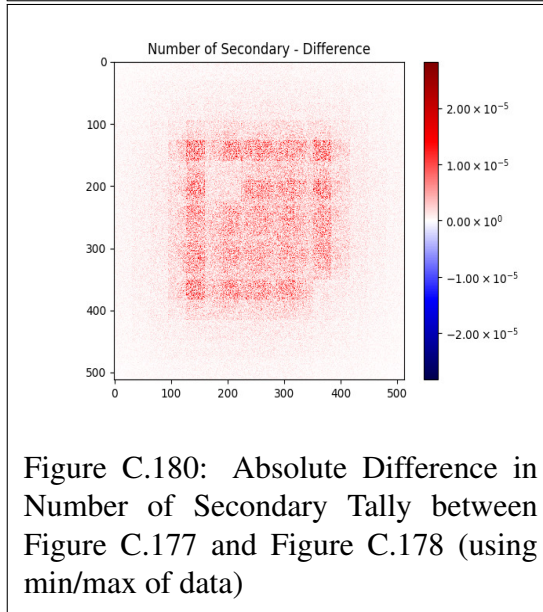 Number of Secondary - Difference
0
100
200
300
400
500
0 100 200 300 400 500
2.00 × 10⁻⁵
1.00 × 10⁻⁵
0.00 × 10⁰
−1.00 × 10⁻⁵
−2.00 × 10⁻⁵
Figure C.180: Absolute Difference in
Number of Secondary Tally between
Figure C.177 and Figure C.178 (using
min/max of data)